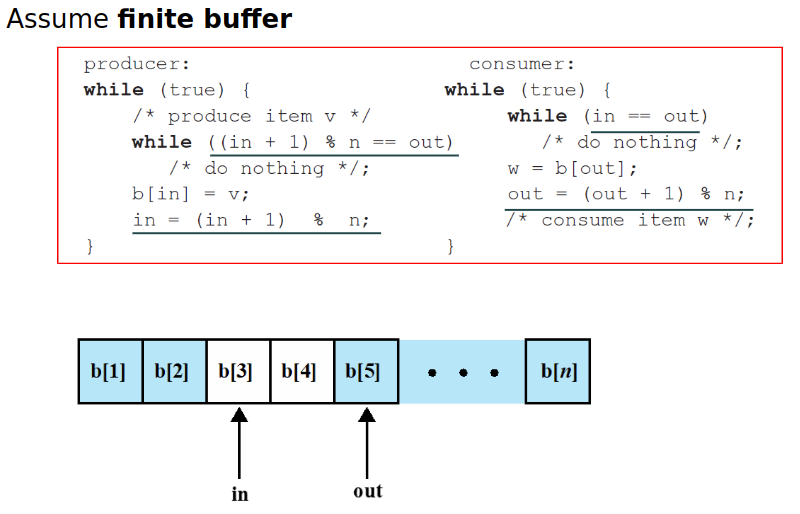 Assume finite buffer
producer:
while (true) {
/* produce item v */
while ((in + 1) % n == out)
/* do nothing */;
b[in] = v;
in = (in + 1) % n;
}
consumer:
while (true) {
while (in == out)
/* do nothing */;
w = b[out];
out = (out + 1) % n;
/* consume item w */;
}
b[1] b[2] b[3] b[4] b[5] • • • b[n]
in out